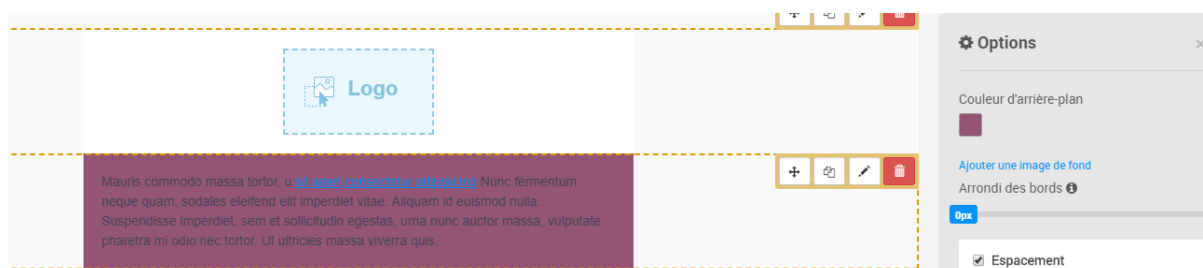 Options
Logo
Couleur d'arrière-plan
Mauris commodo massa tortor, u ad amet consectetur adipiscing Nunc fermentum
neque quam, sodales eleifend elit imperdiet vitae. Aliquam id euismod nulla.
Suspendisse imperdiet, sem et sollicitudin egestas, urna nunc auctor massa, vulputate
pharetra mi odio nec tortor. Ut ultricies massa viverra quis.
Ajouter une image de fond
Arrondi des bords
0px
Espacement